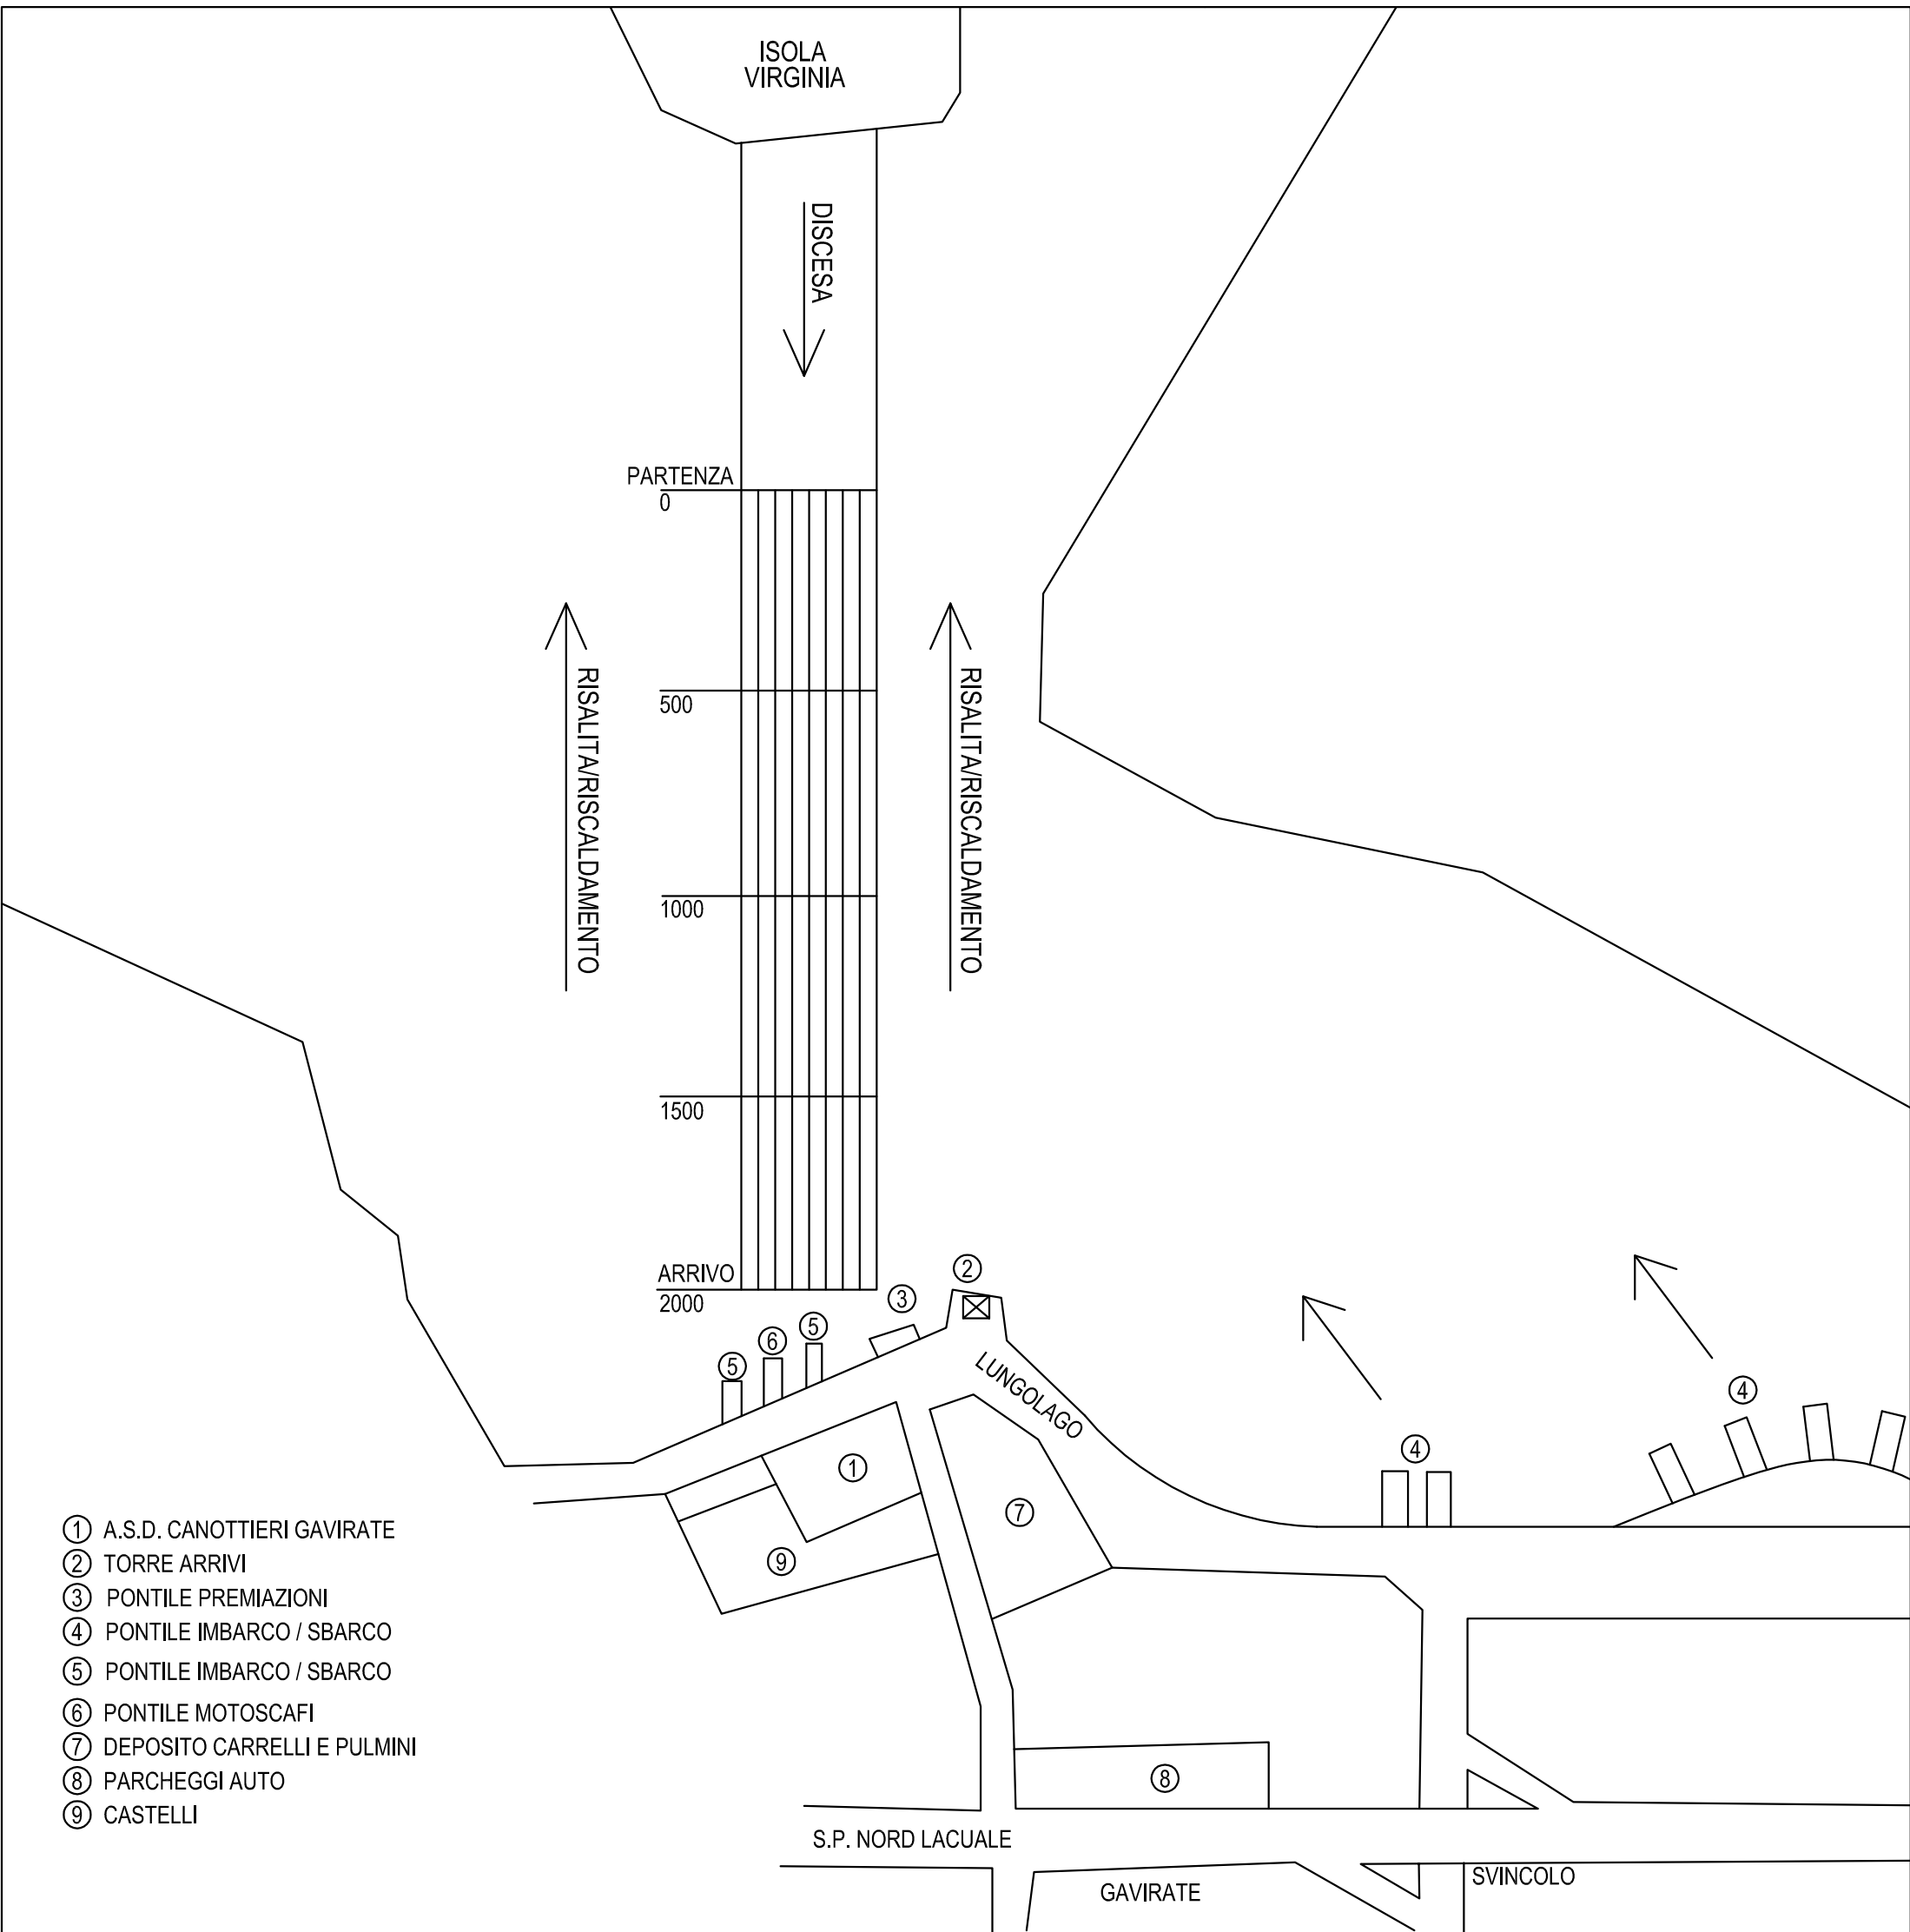 ISOLA
VIRGINIA
DISCESA
PARTENZA
0
RISALITA/RISCALDAMENTO
RISALITA/RISCALDAMENTO
500
1000
1500
ARRIVO
2000
2
3
5
6
5
LUNGOLAGO
4
4
1
7
9
8
1 A.S.D. CANOTTIERI GAVIRATE
2 TORRE ARRIVI
3 PONTILE PREMIAZIONI
4 PONTILE IMBARCO / SBARCO
5 PONTILE IMBARCO / SBARCO
6 PONTILE MOTOSCAFI
7 DEPOSITO CARRELLI E PULMINI
8 PARCHEGGI AUTO
9 CASTELLI
S.P. NORD LACUALE
GAVIRATE
SVINCOLO